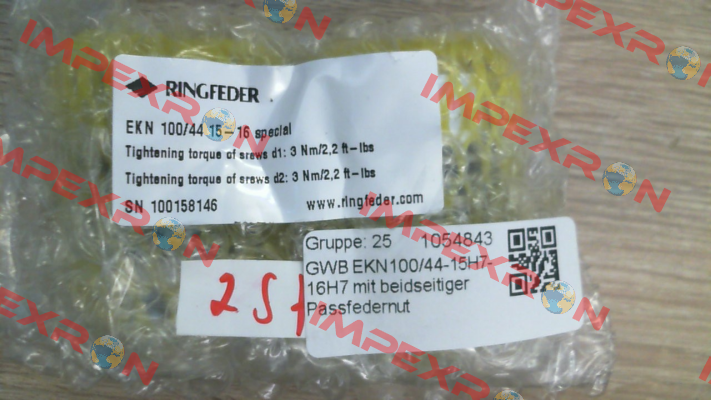 RINGFEDER
EKN 100/44 15-16 special
Tightening torque of srews d1: 3 Nm/2,2 ft-lbs
Tightening torque of srews d2: 3 Nm/2,2 ft-lbs
SN 100158146 www.ringfeder.com
Gruppe: 25 1054843
GWB EKN100/44-15H7-
16H7 mit beidseitiger
Passfedernut
IMPEXRON
IMPEXRON
IMPEXRON
IMPEXRON
IMPEXRON